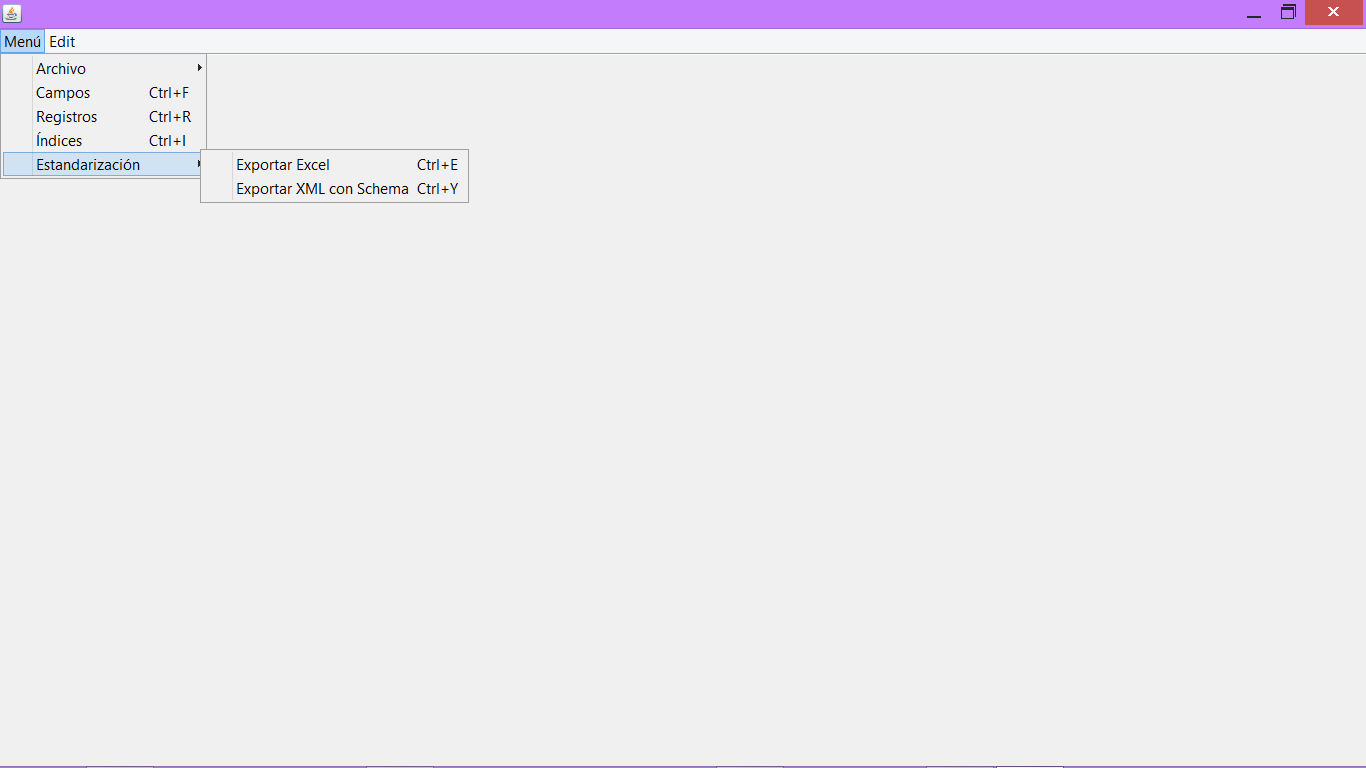 Menú Edit
Archivo
Campos Ctrl+F
Registros Ctrl+R
Índices Ctrl+I
Estandarización
Exportar Excel Ctrl+E
Exportar XML con Schema Ctrl+Y